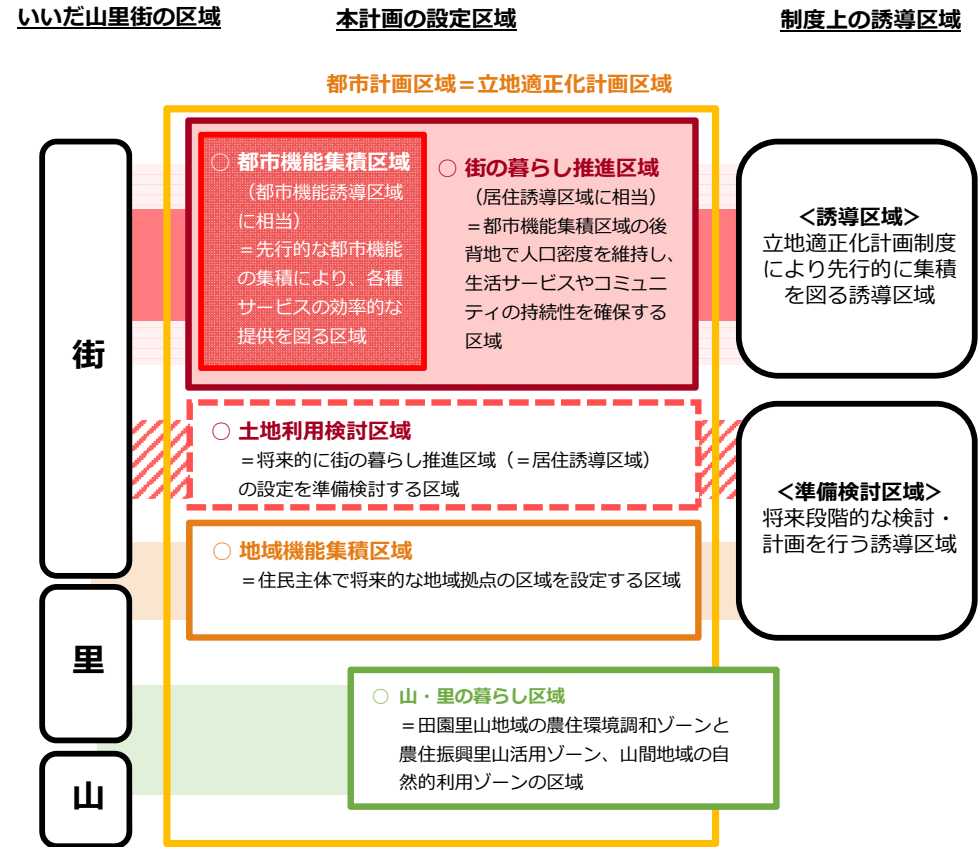 いいだ山里街の区域
本計画の設定区域
制度上の誘導区域
都市計画区域＝立地適正化計画区域
街
里
山
○ 都市機能集積区域
（都市機能誘導区域
に相当）
＝先行的な都市機能
の集積により、各種
サービスの効率的な
提供を図る区域
○ 街の暮らし推進区域
（居住誘導区域に相当）
＝都市機能集積区域の後
背地で人口密度を維持し、
生活サービスやコミュニ
ティの持続性を確保する
区域
○ 土地利用検討区域
＝将来的に街の暮らし推進区域（＝居住誘導区域）
の設定を準備検討する区域
○ 地域機能集積区域
＝住民主体で将来的な地域拠点の区域を設定する区域
○ 山・里の暮らし区域
＝田園里山地域の農住環境調和ゾーンと
農住振興里山活用ゾーン、山間地域の自
然的利用ゾーンの区域
＜誘導区域＞
立地適正化計画制度
により先行的に集積
を図る誘導区域
＜準備検討区域＞
将来段階的な検討・
計画を行う誘導区域